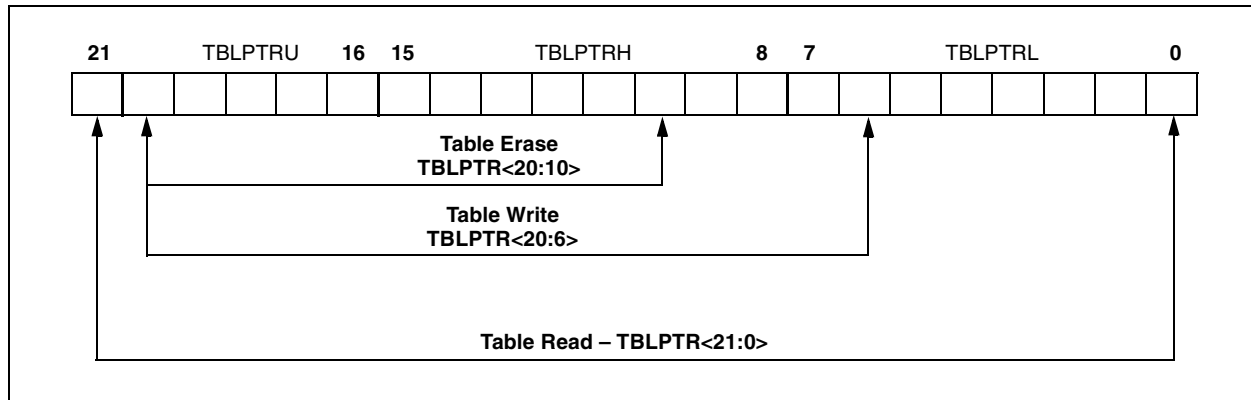 21 TBLPTRU 16 15 TBLPTRH 8 7 TBLPTRL 0
Table Erase
TBLPTR<20:10>
Table Write
TBLPTR<20:6>
Table Read – TBLPTR<21:0>